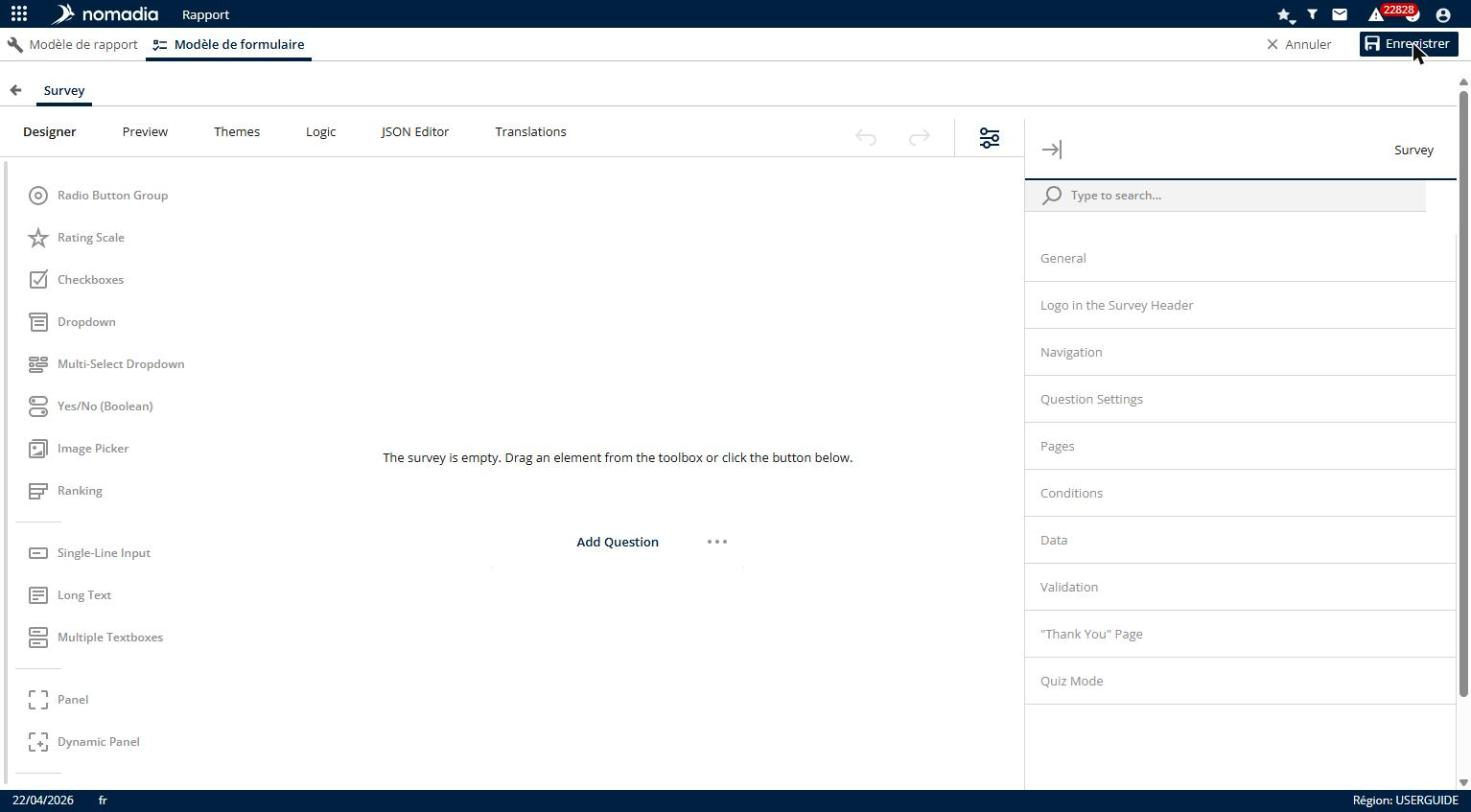 nomadia Rapport 22828
Modèle de rapport Modèle de formulaire Annuler Enregistrer
Survey
Designer Preview Themes Logic JSON Editor Translations
Survey
Type to search...
Radio Button Group
Rating Scale
Checkboxes
Dropdown
Multi-Select Dropdown
Yes/No (Boolean)
Image Picker
Ranking
Single-Line Input
Long Text
Multiple Textboxes
Panel
Dynamic Panel
The survey is empty. Drag an element from the toolbox or click the button below.
Add Question
General
Logo in the Survey Header
Navigation
Question Settings
Pages
Conditions
Data
Validation
"Thank You" Page
Quiz Mode
22/04/2026 fr Région: USERGUIDE